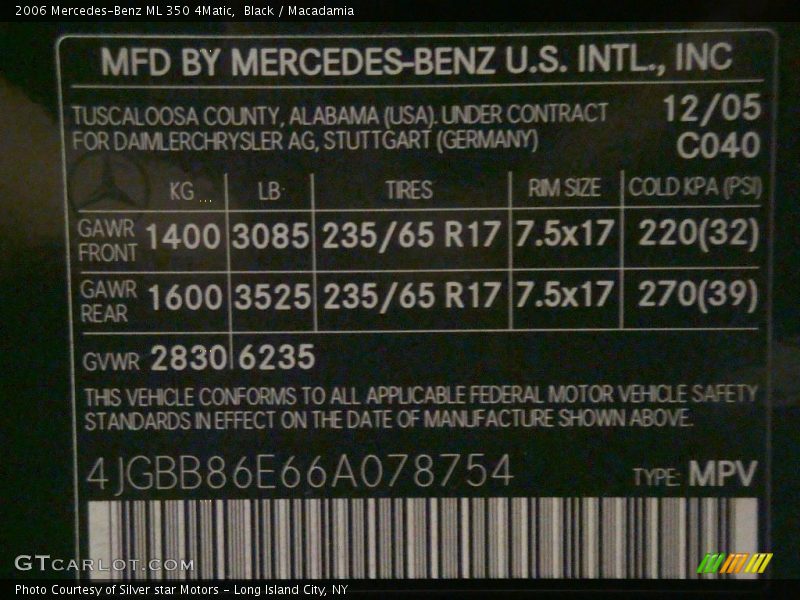 2006 Mercedes-Benz ML 350 4Matic,  Black / Macadamia
MFD BY MERCEDES-BENZ U.S. INTL., INC
TUSCALOOSA COUNTY, ALABAMA (USA). UNDER CONTRACT 12/05
FOR DAIMLERCHRYSLER AG, STUTTGART (GERMANY) C040
KG LB TIRES RIM SIZE COLD KPA (PSI)
GAWR FRONT 1400 3085 235/65 R17 7.5x17 220(32)
GAWR REAR 1600 3525 235/65 R17 7.5x17 270(39)
GVWR 2830 6235
THIS VEHICLE CONFORMS TO ALL APPLICABLE FEDERAL MOTOR VEHICLE SAFETY
STANDARDS IN EFFECT ON THE DATE OF MANUFACTURE SHOWN ABOVE.
4JGBB86E66A078754 TYPE: MPV
GTCARLOT.COM
Photo Courtesy of Silver star Motors - Long Island City, NY